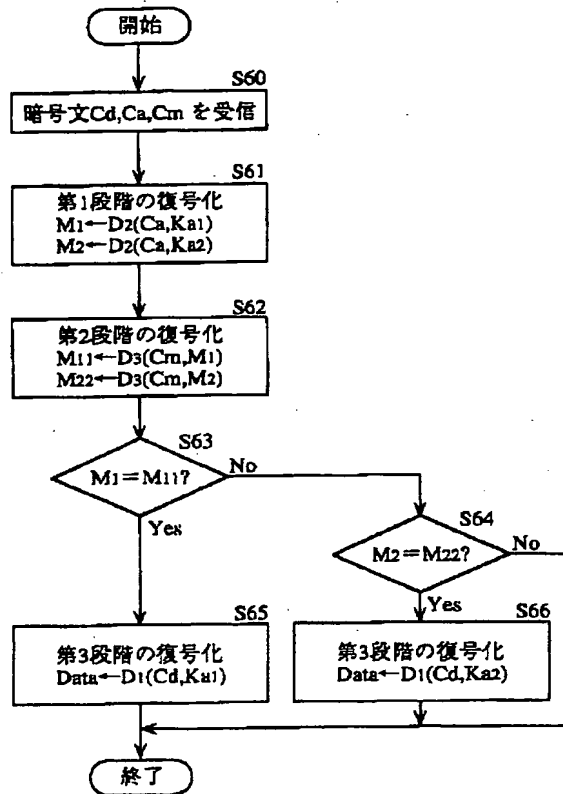 開始
S60
暗号文Cd,Ca,Cm を受信
S61
第1段階の復号化
M1←D2(Ca,Ka1)
M2←D2(Ca,Ka2)
S62
第2段階の復号化
M11←D3(Cm,M1)
M22←D3(Cm,M2)
S63
M1=M11?
No
Yes
S64
M2=M22?
No
Yes
S65
第3段階の復号化
Data←D1(Cd,Ka1)
S66
第3段階の復号化
Data←D1(Cd,Ka2)
終了